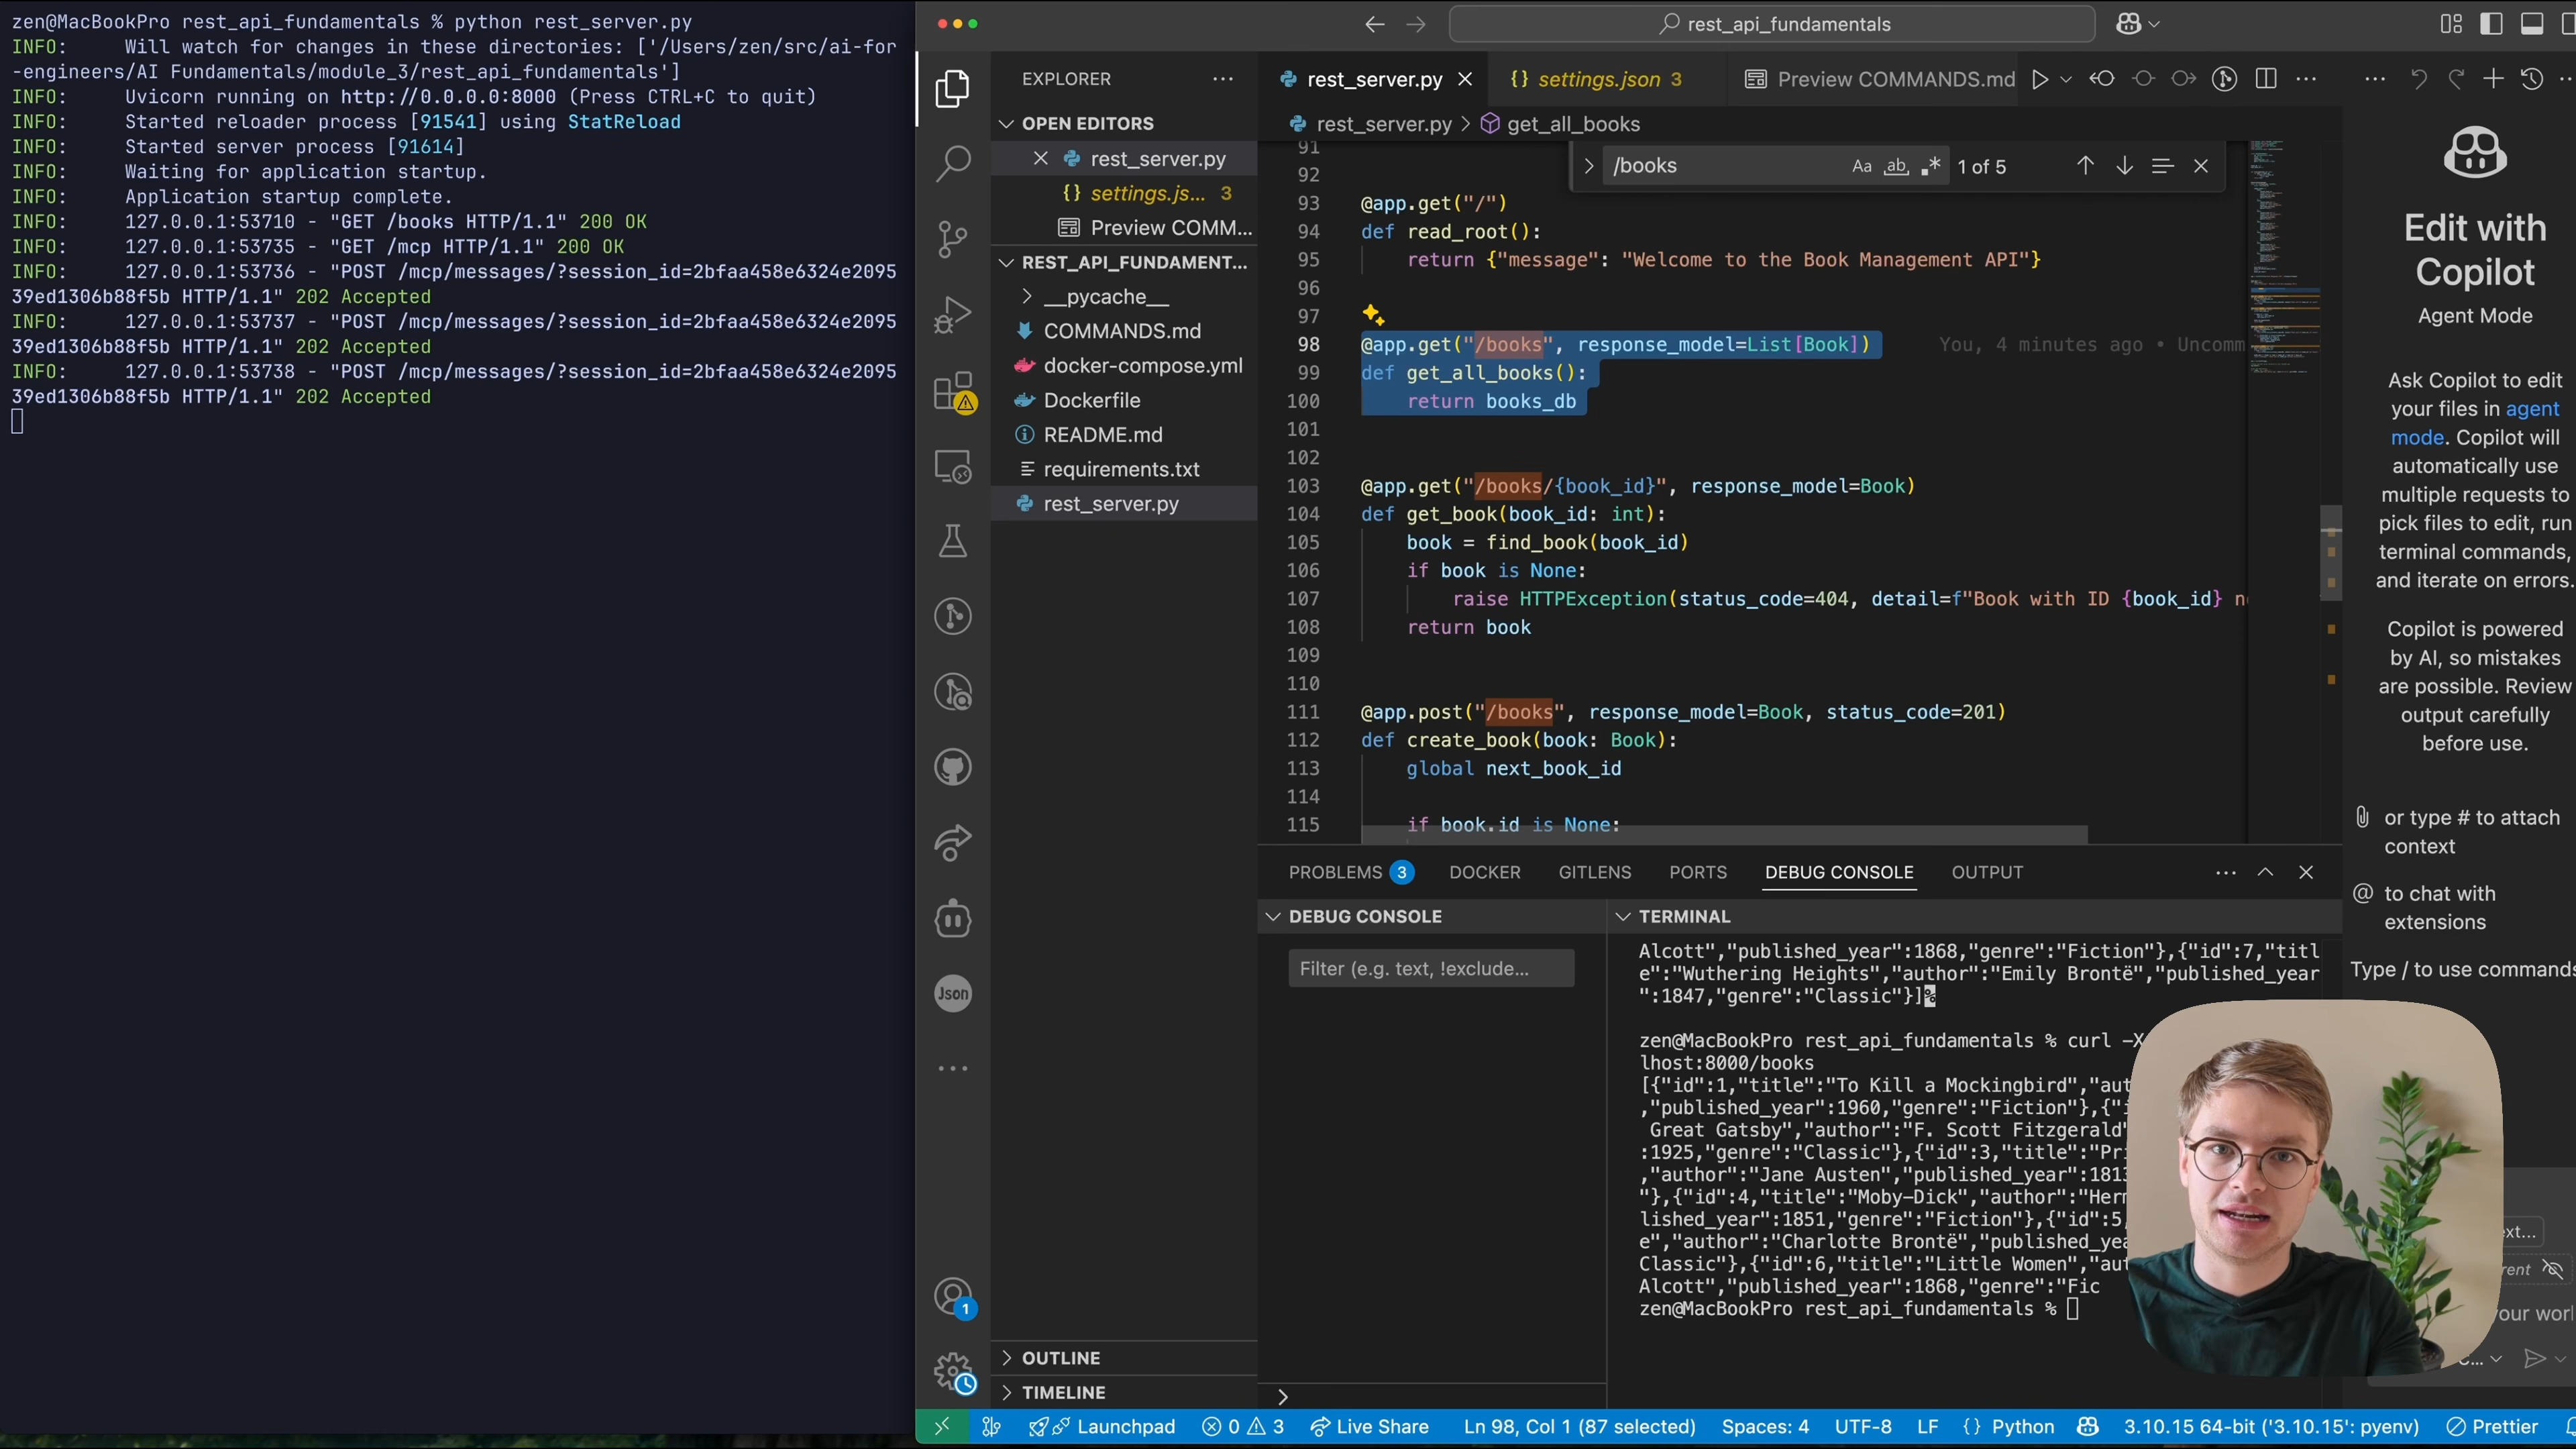 zen@MacBookPro rest_api_fundamentals % python rest_server.py
INFO:     Will watch for changes in these directories: ['/Users/zen/src/ai-for
-engineers/AI Fundamentals/module_3/rest_api_fundamentals']
INFO:     Uvicorn running on http://0.0.0.0:8000 (Press CTRL+C to quit)
INFO:     Started reloader process [91541] using StatReload
INFO:     Started server process [91614]
INFO:     Waiting for application startup.
INFO:     Application startup complete.
INFO:     127.0.0.1:53710 - "GET /books HTTP/1.1" 200 OK
INFO:     127.0.0.1:53735 - "GET /mcp HTTP/1.1" 200 OK
INFO:     127.0.0.1:53736 - "POST /mcp/messages/?session_id=2bfaa458e6324e2095
39ed1306b88f5b HTTP/1.1" 202 Accepted
INFO:     127.0.0.1:53737 - "POST /mcp/messages/?session_id=2bfaa458e6324e2095
39ed1306b88f5b HTTP/1.1" 202 Accepted
INFO:     127.0.0.1:53738 - "POST /mcp/messages/?session_id=2bfaa458e6324e2095
39ed1306b88f5b HTTP/1.1" 202 Accepted
rest_api_fundamentals
EXPLORER
OPEN EDITORS
rest_server.py
settings.js... 3
Preview COMM...
REST_API_FUNDAMENT...
__pycache__
COMMANDS.md
docker-compose.yml
Dockerfile
README.md
requirements.txt
rest_server.py
OUTLINE
TIMELINE
Json
1
rest_server.py
settings.json 3
Preview COMMANDS.md
rest_server.py > get_all_books
/books
Aa ab 1 of 5
91
92
93 @app.get("/")
94 def read_root():
95     return {"message": "Welcome to the Book Management API"}
96
97
98 @app.get("/books", response_model=List[Book]) You, 4 minutes ago • Uncomm
99 def get_all_books():
100     return books_db
101
102
103 @app.get("/books/{book_id}", response_model=Book)
104 def get_book(book_id: int):
105     book = find_book(book_id)
106     if book is None:
107         raise HTTPException(status_code=404, detail=f"Book with ID {book_id} n
108     return book
109
110
111 @app.post("/books", response_model=Book, status_code=201)
112 def create_book(book: Book):
113     global next_book_id
114
115     if book.id is None:
PROBLEMS 3 DOCKER GITLENS PORTS DEBUG CONSOLE OUTPUT
DEBUG CONSOLE
Filter (e.g. text, !exclude...
TERMINAL
Alcott","published_year":1868,"genre":"Fiction"},{"id":7,"titl
e":"Wuthering Heights","author":"Emily Brontë","published_year
":1847,"genre":"Classic"}]%
zen@MacBookPro rest_api_fundamentals % curl -X
lhost:8000/books
[{"id":1,"title":"To Kill a Mockingbird","aut
,"published_year":1960,"genre":"Fiction"},{"i
 Great Gatsby","author":"F. Scott Fitzgerald"
:1925,"genre":"Classic"},{"id":3,"title":"Pri
,"author":"Jane Austen","published_year":1813
"},{"id":4,"title":"Moby-Dick","author":"Herm
lished_year":1851,"genre":"Fiction"},{"id":5,
e","author":"Charlotte Brontë","published_yea
Classic"},{"id":6,"title":"Little Women","aut
Alcott","published_year":1868,"genre":"Fic
zen@MacBookPro rest_api_fundamentals %
Edit with
Copilot
Agent Mode
Ask Copilot to edit
your files in agent
mode. Copilot will
automatically use
multiple requests to
pick files to edit, run
terminal commands,
and iterate on errors.
Copilot is powered
by AI, so mistakes
are possible. Review
output carefully
before use.
or type # to attach
context
@ to chat with
extensions
Type / to use commands
Launchpad 0 3 Live Share Ln 98, Col 1 (87 selected) Spaces: 4 UTF-8 LF {} Python 3.10.15 64-bit ('3.10.15': pyenv) Prettier